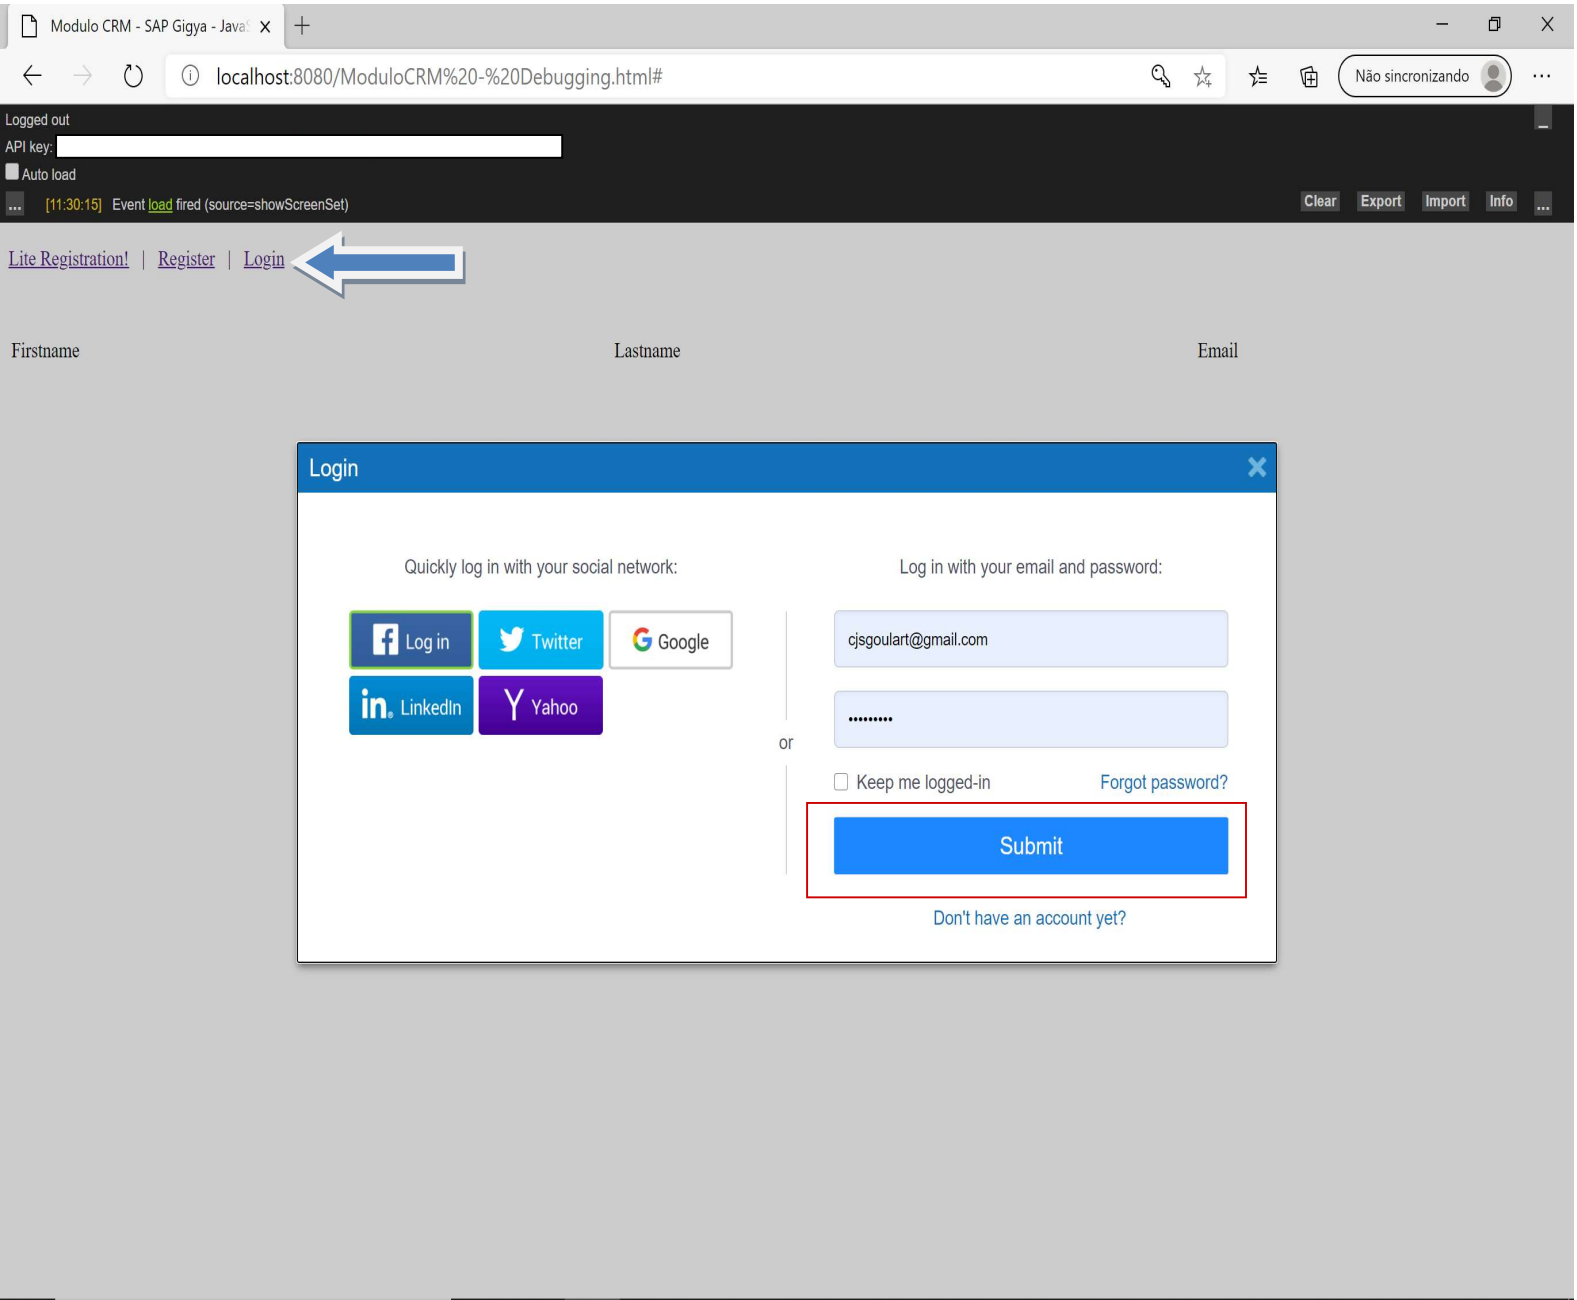 Modulo CRM - SAP Gigya - Java
localhost:8080/ModuloCRM%20-%20Debugging.html#
Não sincronizando
Logged out
API key:
Auto load
... [11:30:15] Event load fired (source=showScreenSet) Clear Export Import Info ...
Lite Registration! | Register | Login
Firstname Lastname Email
Login
Quickly log in with your social network:
Log in Twitter Google
LinkedIn Yahoo
or
Log in with your email and password:
cjsgoulart@gmail.com
•••••••••
Keep me logged-in Forgot password?
Submit
Don't have an account yet?